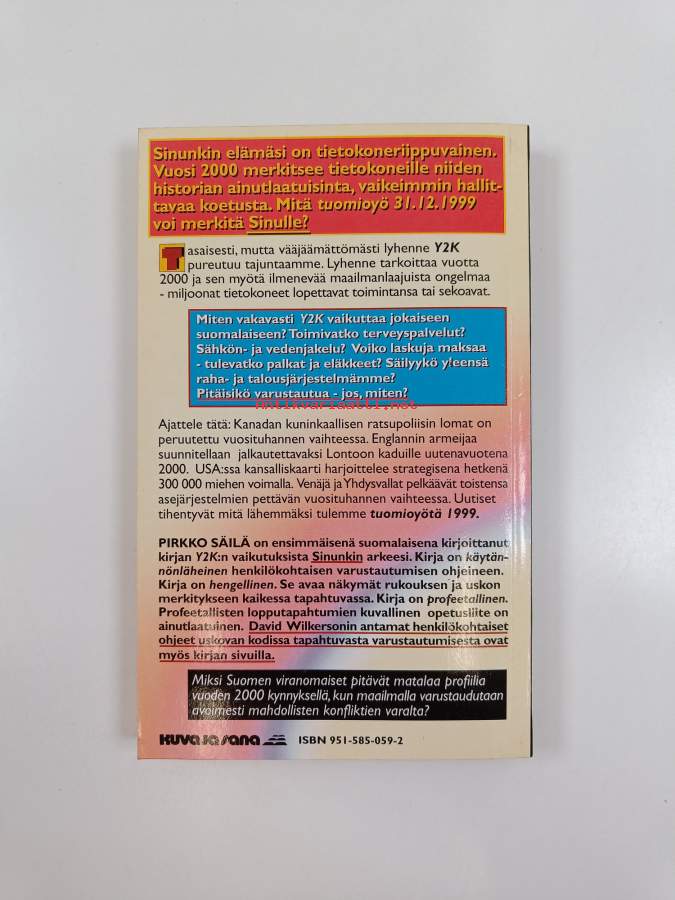 Sinunkin elämäsi on tietokoneriippuvainen.
Vuosi 2000 merkitsee tietokoneille niiden
historian ainutlaatuisinta, vaikeimmin hallit-
tavaa koetusta. Mitä tuomioyö 31.12.1999
voi merkitä Sinulle?
Tasaisesti, mutta vääjäämättömästi lyhenne Y2K
pureutuu tajuntaamme. Lyhenne tarkoittaa vuotta
2000 ja sen myötä ilmenevää maailmanlaajuista ongelmaa
- miljoonat tietokoneet lopettavat toimintansa tai sekoavat.
Miten vakavasti Y2K vaikuttaa jokaiseen
suomalaiseen? Toimivatko terveyspalvelut?
Sähkön- ja vedenjakelu? Voiko laskuja maksaa
- tulevatko palkat ja eläkkeet? Säilyykö yleensä
raha- ja talousjärjestelmämme?
Pitäisikö varustautua - jos, miten?
antikvariaatti.net
Ajattele tätä: Kanadan kuninkaallisen ratsupoliisin lomat on
peruutettu vuosituhannen vaihteessa. Englannin armeijaa
suunnitellaan jalkautettavaksi Lontoon kaduille uutenavuotena
2000. USA:ssa kansalliskaarti harjoittelee strategisena hetkenä
300 000 miehen voimalla. Venäjä ja Yhdysvallat pelkäävät toistensa
asejärjestelmien pettävän vuosituhannen vaihteessa. Uutiset
tihentyvät mitä lähemmäksi tulemme tuomioyötä 1999.
PIRKKO SÄILÄ on ensimmäisenä suomalaisena kirjoittanut
kirjan Y2K:n vaikutuksista Sinunkin arkeesi. Kirja on käytän-
nönläheinen henkilökohtaisen varustautumisen ohjeineen.
Kirja on hengellinen. Se avaa näkymät rukouksen ja uskon
merkitykseen kaikessa tapahtuvassa. Kirja on profeetallinen.
Profeetallisten lopputapahtumien kuvallinen opetusliite on
ainutlaatuinen. David Wilkersonin antamat henkilökohtaiset
ohjeet uskovan kodissa tapahtuvasta varustautumisesta ovat
myös kirjan sivuilla.
Miksi Suomen viranomaiset pitävät matalaa profiilia
vuoden 2000 kynnyksellä, kun maailmalla varustaudutaan
avoimesti mahdollisten konfliktien varalta?
KUVA JA SANA ISBN 951-585-059-2